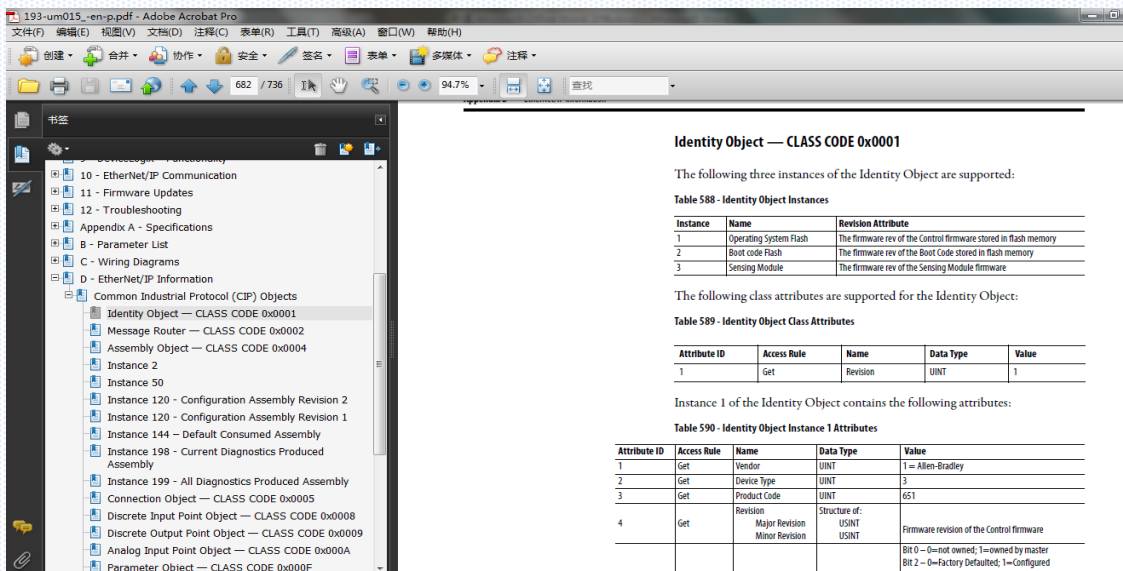 193-um015_-en-p.pdf - Adobe Acrobat Pro
文件(F) 编辑(E) 视图(V) 文档(D) 注释(C) 表单(R) 工具(T) 高级(A) 窗口(W) 帮助(H)
创建 合并 协作 安全 签名 表单 多媒体 注释
682 /736 94.7% 查找
书签
10 - EtherNet/IP Communication
11 - Firmware Updates
12 - Troubleshooting
Appendix A - Specifications
B - Parameter List
C - Wiring Diagrams
D - EtherNet/IP Information
Common Industrial Protocol (CIP) Objects
Identity Object — CLASS CODE 0x0001
Message Router — CLASS CODE 0x0002
Assembly Object — CLASS CODE 0x0004
Instance 2
Instance 50
Instance 120 - Configuration Assembly Revision 2
Instance 120 - Configuration Assembly Revision 1
Instance 144 – Default Consumed Assembly
Instance 198 - Current Diagnostics Produced
Assembly
Instance 199 - All Diagnostics Produced Assembly
Connection Object — CLASS CODE 0x0005
Discrete Input Point Object — CLASS CODE 0x0008
Discrete Output Point Object — CLASS CODE 0x0009
Analog Input Point Object — CLASS CODE 0x000A
Parameter Object — CLASS CODE 0x000F
Identity Object — CLASS CODE 0x0001
The following three instances of the Identity Object are supported:
Table 588 - Identity Object Instances
Instance Name Revision Attribute
1 Operating System Flash The firmware rev of the Control firmware stored in flash memory
2 Boot code Flash The firmware rev of the Boot Code stored in flash memory
3 Sensing Module The firmware rev of the Sensing Module firmware
The following class attributes are supported for the Identity Object:
Table 589 - Identity Object Class Attributes
Attribute ID Access Rule Name Data Type Value
1 Get Revision UINT 1
Instance 1 of the Identity Object contains the following attributes:
Table 590 - Identity Object Instance 1 Attributes
Attribute ID Access Rule Name Data Type Value
1 Get Vendor UINT 1 = Allen-Bradley
2 Get Device Type UINT 3
3 Get Product Code UINT 651
Revision Structure of:
4 Get Major Revision USINT Firmware revision of the Control firmware
Minor Revision USINT
Bit 0 – 0=not owned; 1=owned by master
Bit 2 – 0=Factory Defaulted; 1=Configured